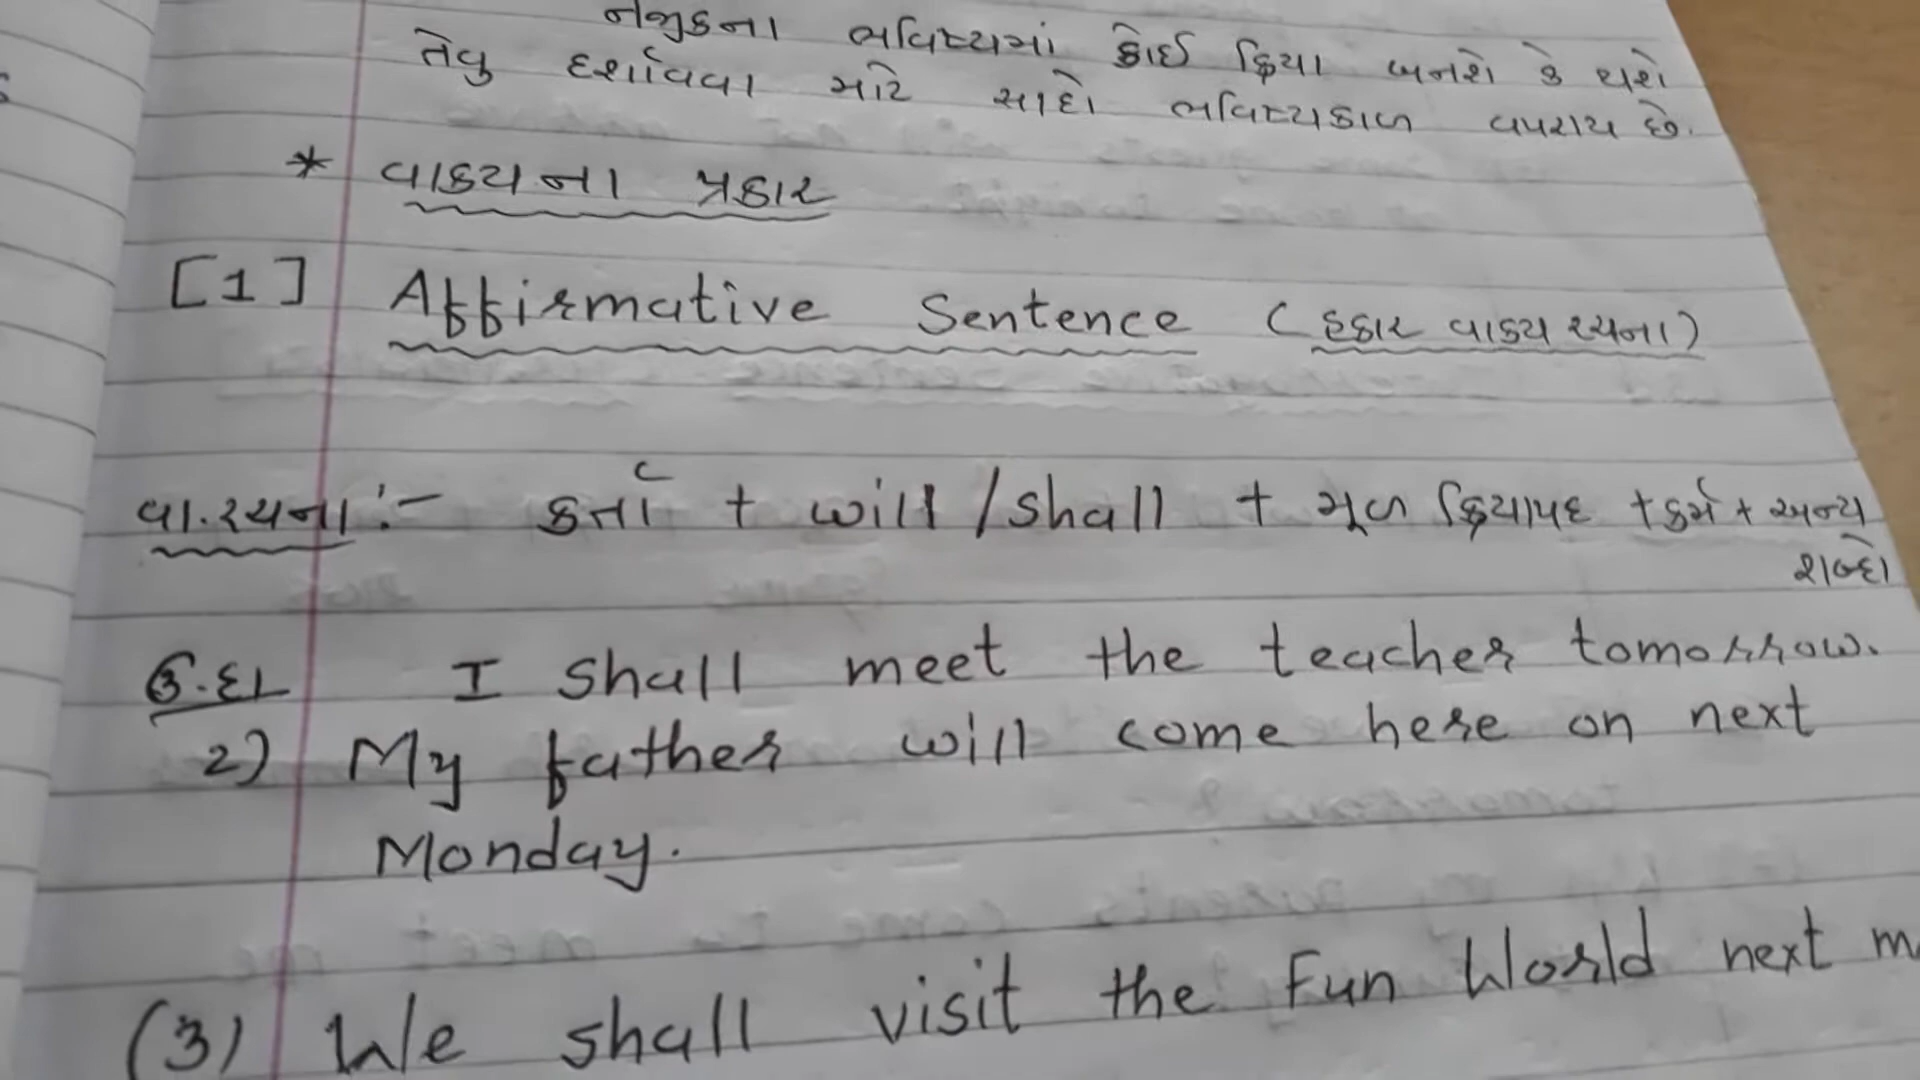 નજીકના ભવિષ્યમાં કોઈ ક્રિયા બનશે કે થશે
તેવુ દર્શાવવા માટે સાદો ભવિષ્યકાળ વપરાય છે.
* વાક્યના પ્રકાર
[1] Affirmative Sentence (હકાર વાક્ય રચના)
વા.રચના :- કર્તા + will / shall + મૂળ ક્રિયાપદ + કર્મ + અન્ય
શબ્દો
ઉ.દા I shall meet the teacher tomorrow.
2) My father will come here on next
Monday.
(3) We shall visit the Fun World next